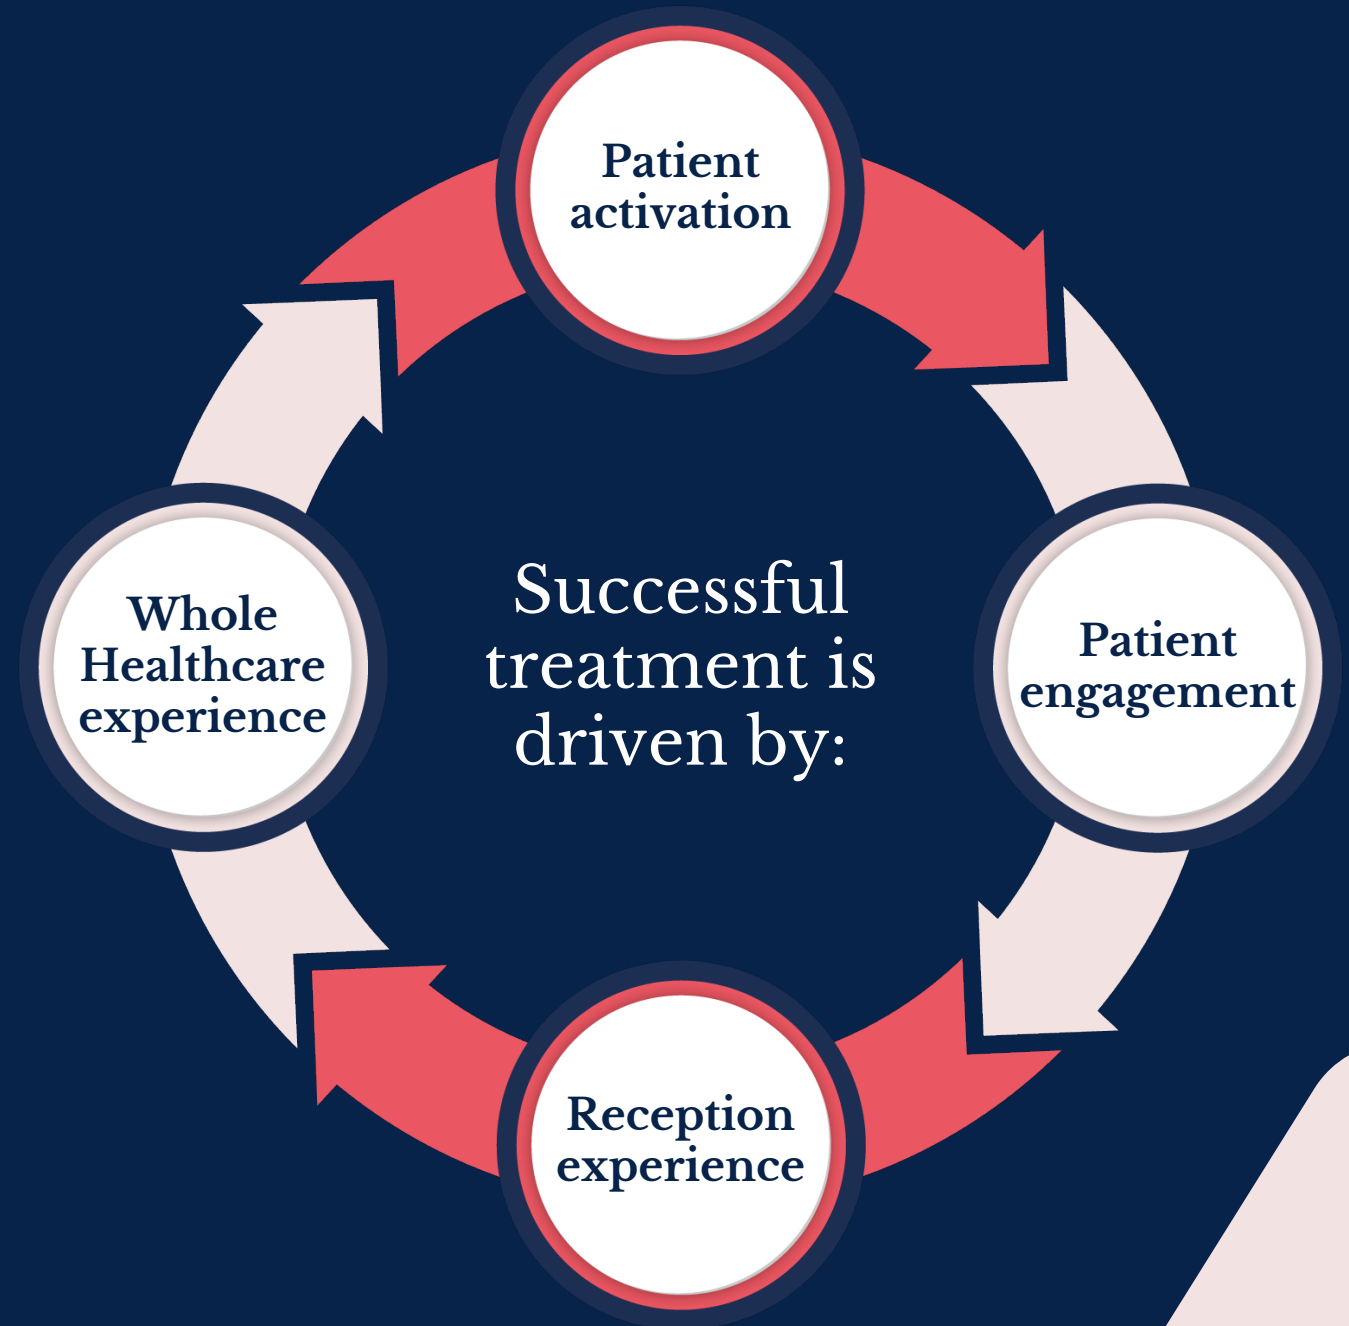 Patient
activation
Successful
treatment is
driven by:
Patient
engagement
Reception
experience
Whole
Healthcare
experience